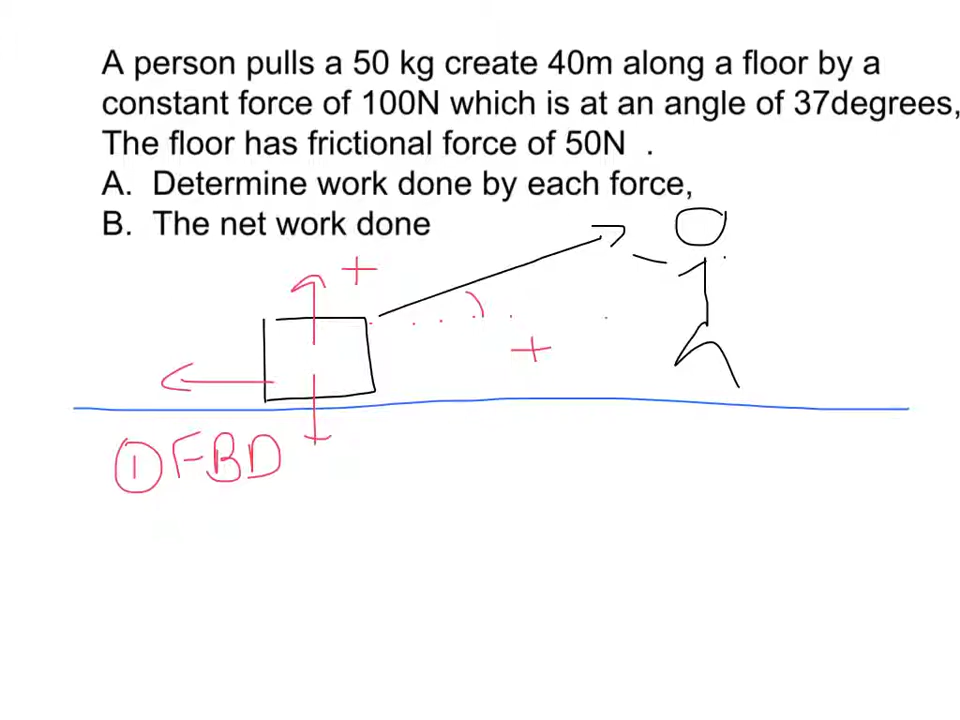 A person pulls a 50 kg create 40m along a floor by a
constant force of 100N which is at an angle of 37degrees,
The floor has frictional force of 50N .
A. Determine work done by each force,
B. The net work done
+
+
① FBD